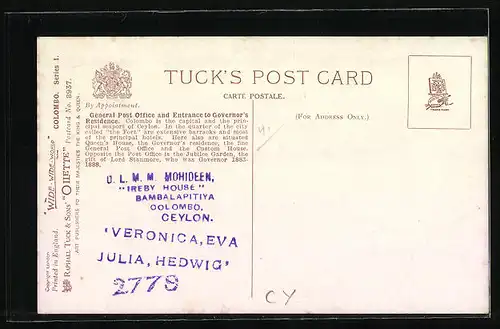 TUCK'S POST CARD
CARTE POSTALE.
(FOR ADDRESS ONLY.)
By Appointment.
General Post Office and Entrance to Governor's
Residence. Colombo is the capital and the prin-
cipal seaport of Ceylon. In the quarter of the city
called "the Fort" are extensive barracks and most
of the principal hotels. Here also are situated
Queen's House, the Governor's residence, the fine
General Post Office and the Custom House.
Opposite the Post Office is the Jubilee Garden, the
gift of Lord Stanmore, who was Governor 1883-
1888.
"WIDE-WIDE-WORLD" COLOMBO. Series I.
RAPHAEL TUCK & SONS' "OILETTE" Postcard No. 8937.
ART PUBLISHERS TO THEIR MAJESTIES THE KING & QUEEN.
Printed in England.
O. L. M. M. MOHIDEEN,
"IREBY HOUSE"
BAMBALAPITIYA
COLOMBO.
CEYLON.
'VERONICA, EVA
JULIA, HEDWIG'
2778
CY